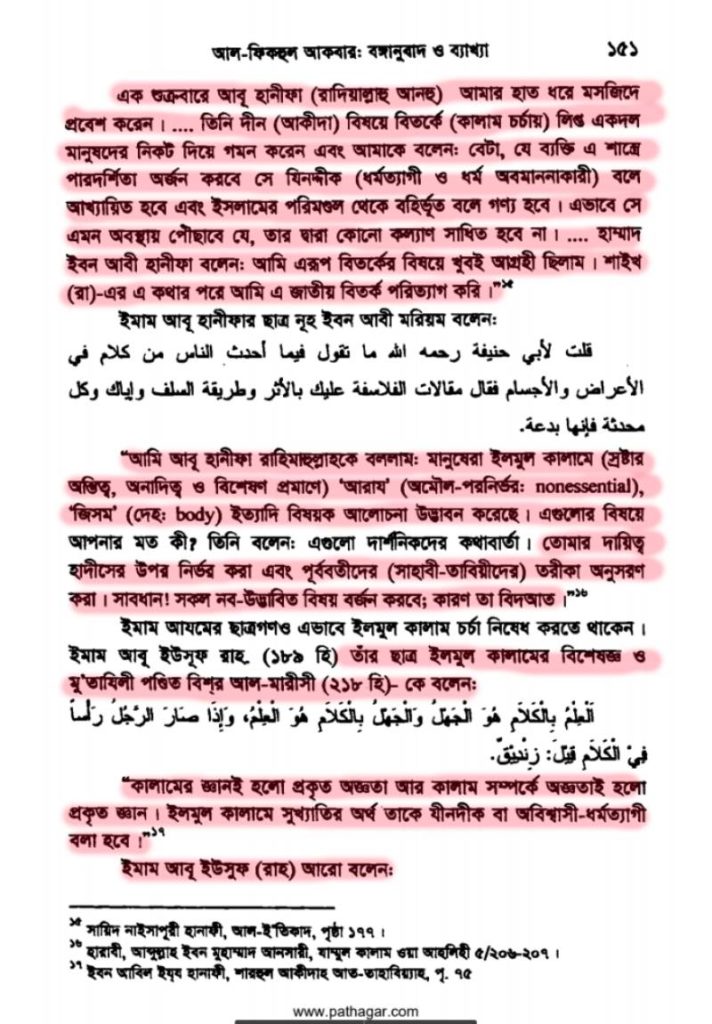 আল-ফিকহুল আকবার: বঙ্গানুবাদ ও ব্যাখ্যা ১৫১
এক শুক্রবারে আবূ হানীফা (রাদিয়াল্লাহু আনহু) আমার হাত ধরে মসজিদে
প্রবেশ করেন। .... তিনি দীন (আকীদা) বিষয়ে বিতর্কে (কালাম চর্চায়) লিপ্ত একদল
মানুষদের নিকট দিয়ে গমন করেন এবং আমাকে বলেন: বেটা, যে ব্যক্তি এ শাস্ত্রে
পারদর্শিতা অর্জন করবে সে যিনদ্দীক (ধর্মত্যাগী ও ধর্ম অবমাননাকারী) বলে
আখ্যায়িত হবে এবং ইসলামের পরিমণ্ডল থেকে বহির্ভূত বলে গণ্য হবে। এভাবে সে
এমন অবস্থায় পৌঁছাবে যে, তার দ্বারা কোনো কল্যাণ সাধিত হবে না। .... হাম্মাদ
ইবন আবী হানীফা বলেন: আমি এরূপ বিতর্কের বিষয়ে খুবই আগ্রহী ছিলাম। শাইখ
(রা)-এর এ কথার পরে আমি এ জাতীয় বিতর্ক পরিত্যাগ করি।”১৫
ইমাম আবূ হানীফার ছাত্র নূহ ইবন আবী মরিয়ম বলেন:
قلت لأبي حنيفة رحمه الله ما تقول فيما أحدث الناس من كلام في
الأعراض والأجسام فقال مقالات الفلاسفة عليك بالأثر وطريقة السلف وإياك وكل
محدثة فإنها بدعة.
“আমি আবূ হানীফা রাহিমাহুল্লাহকে বললাম: মানুষেরা ইলমুল কালামে (স্রষ্টার
অস্তিত্ব, অনাদিত্ব ও বিশেষণ প্রমাণে) ‘আরায’ (অমৌল-পরনির্ভর: nonessential),
‘জিসম’ (দেহ: body) ইত্যাদি বিষয়ক আলোচনা উদ্ভাবন করেছে। এগুলোর বিষয়ে
আপনার মত কী? তিনি বলেন: এগুলো দার্শনিকদের কথাবার্তা। তোমার দায়িত্ব
হাদীসের উপর নির্ভর করা এবং পূর্ববর্তীদের (সাহাবী-তাবিয়ীদের) তরীকা অনুসরণ
করা। সাবধান! সকল নব-উদ্ভাবিত বিষয় বর্জন করবে; কারণ তা বিদআত।”১৬
ইমাম আযমের ছাত্রগণও এভাবে ইলমুল কালাম চর্চা নিষেধ করতে থাকেন।
ইমাম আবূ ইউসূফ রাহ. (১৮৯ হি) তাঁর ছাত্র ইলমুল কালামের বিশেষজ্ঞ ও
মু'তাযিলী পণ্ডিত বিশ্‌র আল-মারীসী (২১৮ হি)- কে বলেন:
اَلْعِلْمُ بِالْكَلَامِ هُوَ الْجَهْلُ وَالْجَهْلُ بِالْكَلَامِ هُوَ الْعِلْمُ، وَإِذَا صَارَ الرَّجُلُ رَأْسًا
فِيْ الْكَلَامِ قِيْلَ: زِنْدِيْقٌ.
“কালামের জ্ঞানই হলো প্রকৃত অজ্ঞতা আর কালাম সম্পর্কে অজ্ঞতাই হলো
প্রকৃত জ্ঞান। ইলমুল কালামে সুখ্যাতির অর্থ তাকে যীনদীক বা অবিশ্বাসী-ধর্মত্যাগী
বলা হবে।”১৭
ইমাম আবূ ইউসুফ (রাহ) আরো বলেন:
১৫ সায়িদ নাইসাপূরী হানাফী, আল-ই'তিকাদ, পৃষ্ঠা ১৭৭।
১৬ হারাবী, আব্দুল্লাহ ইবন মুহাম্মাদ আনসারী, যাম্মুল কালাম ওয়া আহলিহী ৫/২০৬-২০৭।
১৭ ইবন আবিল ইয্‌য হানাফী, শারহুল আকীদাহ আত-তাহাবিয়্যাহ, পৃ. ৭৫
www.pathagar.com